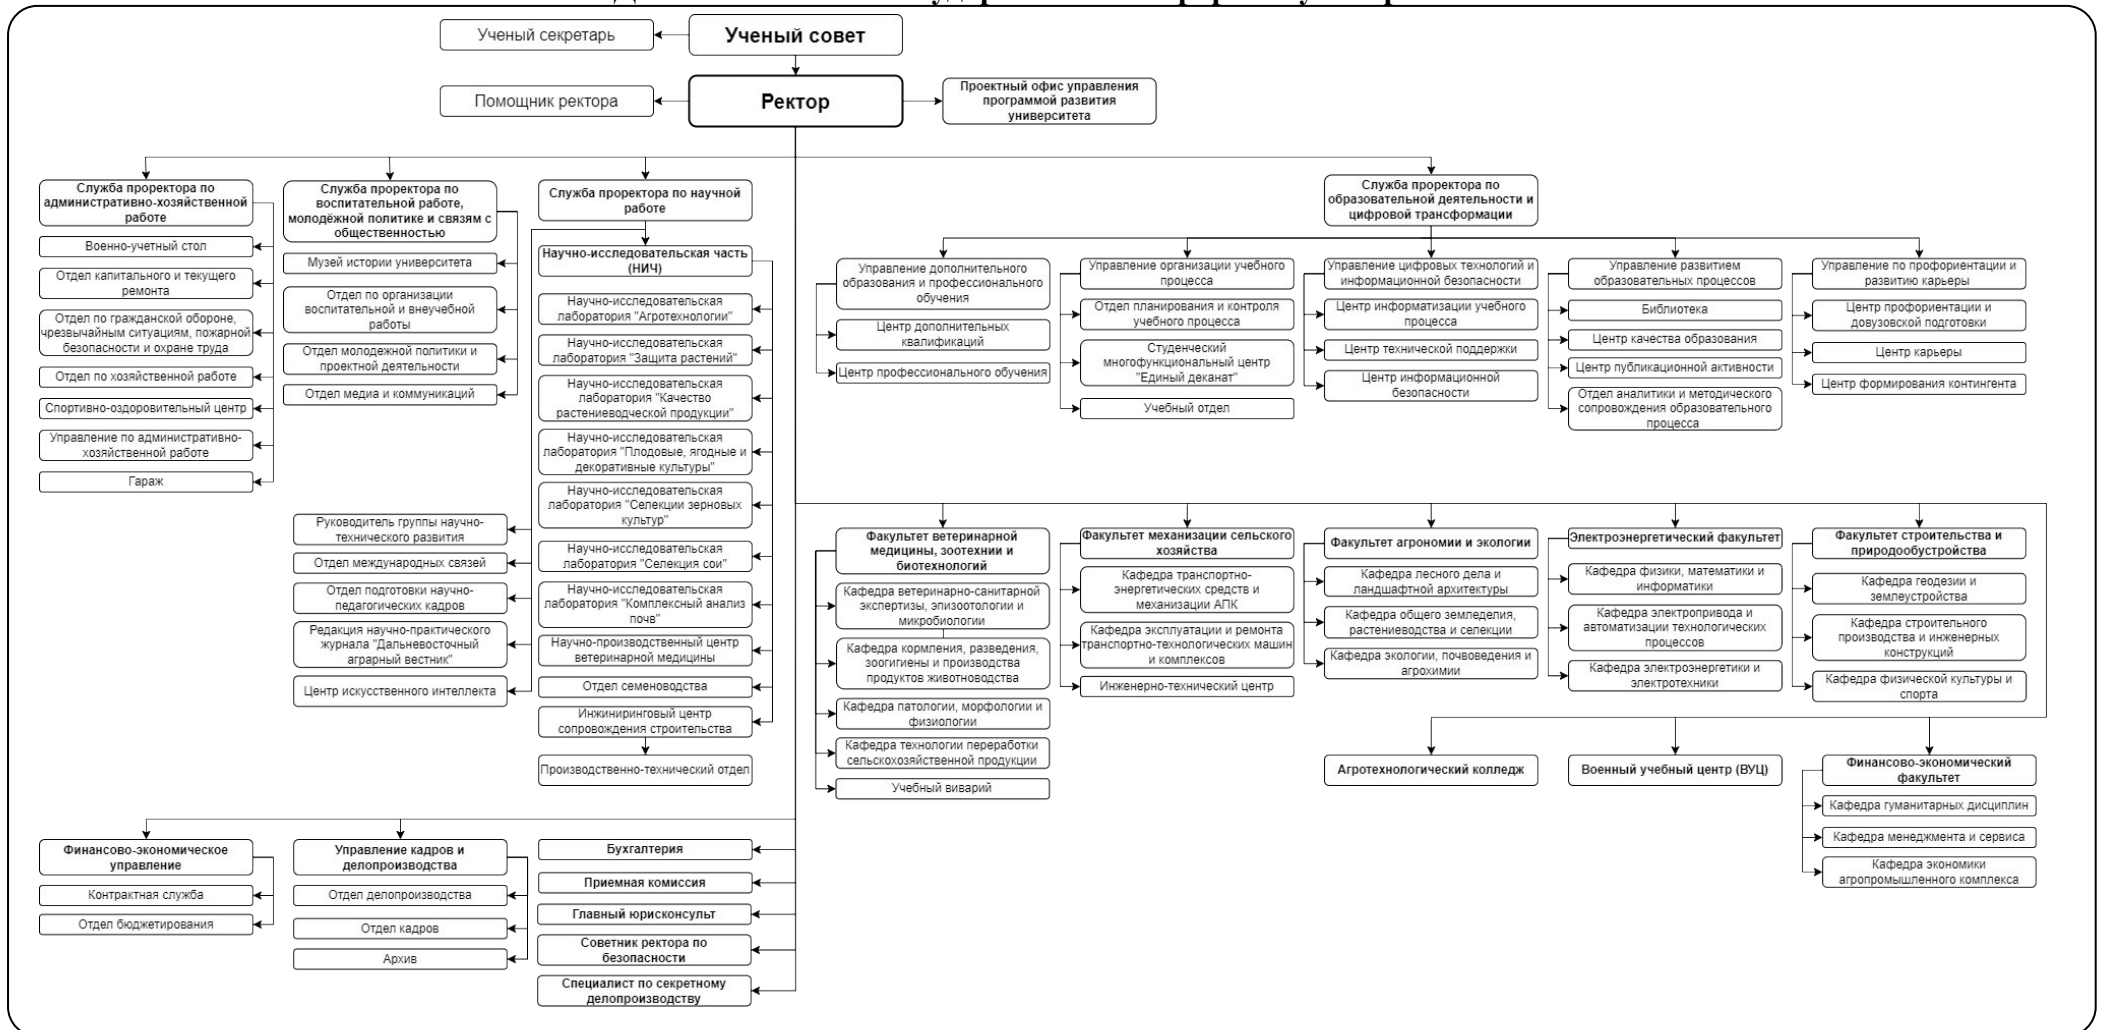 Ученый секретарь
Ученый совет
Помощник ректора
Ректор
Проектный офис управления
программой развития
университета
Служба проректора по
административно-хозяйственной
работе
Военно-учетный стол
Отдел капитального и текущего
ремонта
Отдел по гражданской обороне,
чрезвычайным ситуациям, пожарной
безопасности и охране труда
Отдел по хозяйственной работе
Спортивно-оздоровительный центр
Управление по административно-
хозяйственной работе
Гараж
Служба проректора по
воспитательной работе,
молодёжной политике и связям с
общественностью
Музей истории университета
Отдел по организации
воспитательной и внеучебной
работы
Отдел молодежной политики и
проектной деятельности
Отдел медиа и коммуникаций
Служба проректора по научной
работе
Научно-исследовательская часть
(НИЧ)
Научно-исследовательская
лаборатория "Агротехнологии"
Научно-исследовательская
лаборатория "Защита растений"
Научно-исследовательская
лаборатория "Качество
растениеводческой продукции"
Научно-исследовательская
лаборатория "Плодовые, ягодные и
декоративные культуры"
Научно-исследовательская
лаборатория "Селекции зерновых
культур"
Научно-исследовательская
лаборатория "Селекция сои"
Научно-исследовательская
лаборатория "Комплексный анализ
почв"
Научно-производственный центр
ветеринарной медицины
Отдел семеноводства
Инжиниринговый центр
сопровождения строительства
Производственно-технический отдел
Руководитель группы научно-
технического развития
Отдел международных связей
Отдел подготовки научно-
педагогических кадров
Редакция научно-практического
журнала "Дальневосточный
аграрный вестник"
Центр искусственного интеллекта
Служба проректора по
образовательной деятельности и
цифровой трансформации
Управление дополнительного
образования и профессионального
обучения
Центр дополнительных
квалификаций
Центр профессионального обучения
Управление организации учебного
процесса
Отдел планирования и контроля
учебного процесса
Студенческий
многофункциональный центр
"Единый деканат"
Учебный отдел
Управление цифровых технологий и
информационной безопасности
Центр информатизации учебного
процесса
Центр технической поддержки
Центр информационной
безопасности
Управление развитием
образовательных процессов
Библиотека
Центр качества образования
Центр публикационной активности
Отдел аналитики и методического
сопровождения образовательного
процесса
Управление по профориентации и
развитию карьеры
Центр профориентации и
довузовской подготовки
Центр карьеры
Центр формирования контингента
Факультет ветеринарной
медицины, зоотехнии и
биотехнологий
Кафедра ветеринарно-санитарной
экспертизы, эпизоотологии и
микробиологии
Кафедра кормления, разведения,
зоогигиены и производства
продуктов животноводства
Кафедра патологии, морфологии и
физиологии
Кафедра технологии переработки
сельскохозяйственной продукции
Учебный виварий
Факультет механизации сельского
хозяйства
Кафедра транспортно-
энергетических средств и
механизации АПК
Кафедра эксплуатации и ремонта
транспортно-технологических машин
и комплексов
Инженерно-технический центр
Факультет агрономии и экологии
Кафедра лесного дела и
ландшафтной архитектуры
Кафедра общего земледелия,
растениеводства и селекции
Кафедра экологии, почвоведения и
агрохимии
Электроэнергетический факультет
Кафедра физики, математики и
информатики
Кафедра электропривода и
автоматизации технологических
процессов
Кафедра электроэнергетики и
электротехники
Факультет строительства и
природообустройства
Кафедра геодезии и
землеустройства
Кафедра строительного
производства и инженерных
конструкций
Кафедра физической культуры и
спорта
Агротехнологический колледж
Военный учебный центр (ВУЦ)
Финансово-экономический
факультет
Кафедра гуманитарных дисциплин
Кафедра менеджмента и сервиса
Кафедра экономики
агропромышленного комплекса
Финансово-экономическое
управление
Контрактная служба
Отдел бюджетирования
Управление кадров и
делопроизводства
Отдел делопроизводства
Отдел кадров
Архив
Бухгалтерия
Приемная комиссия
Главный юрисконсульт
Советник ректора по
безопасности
Специалист по секретному
делопроизводству